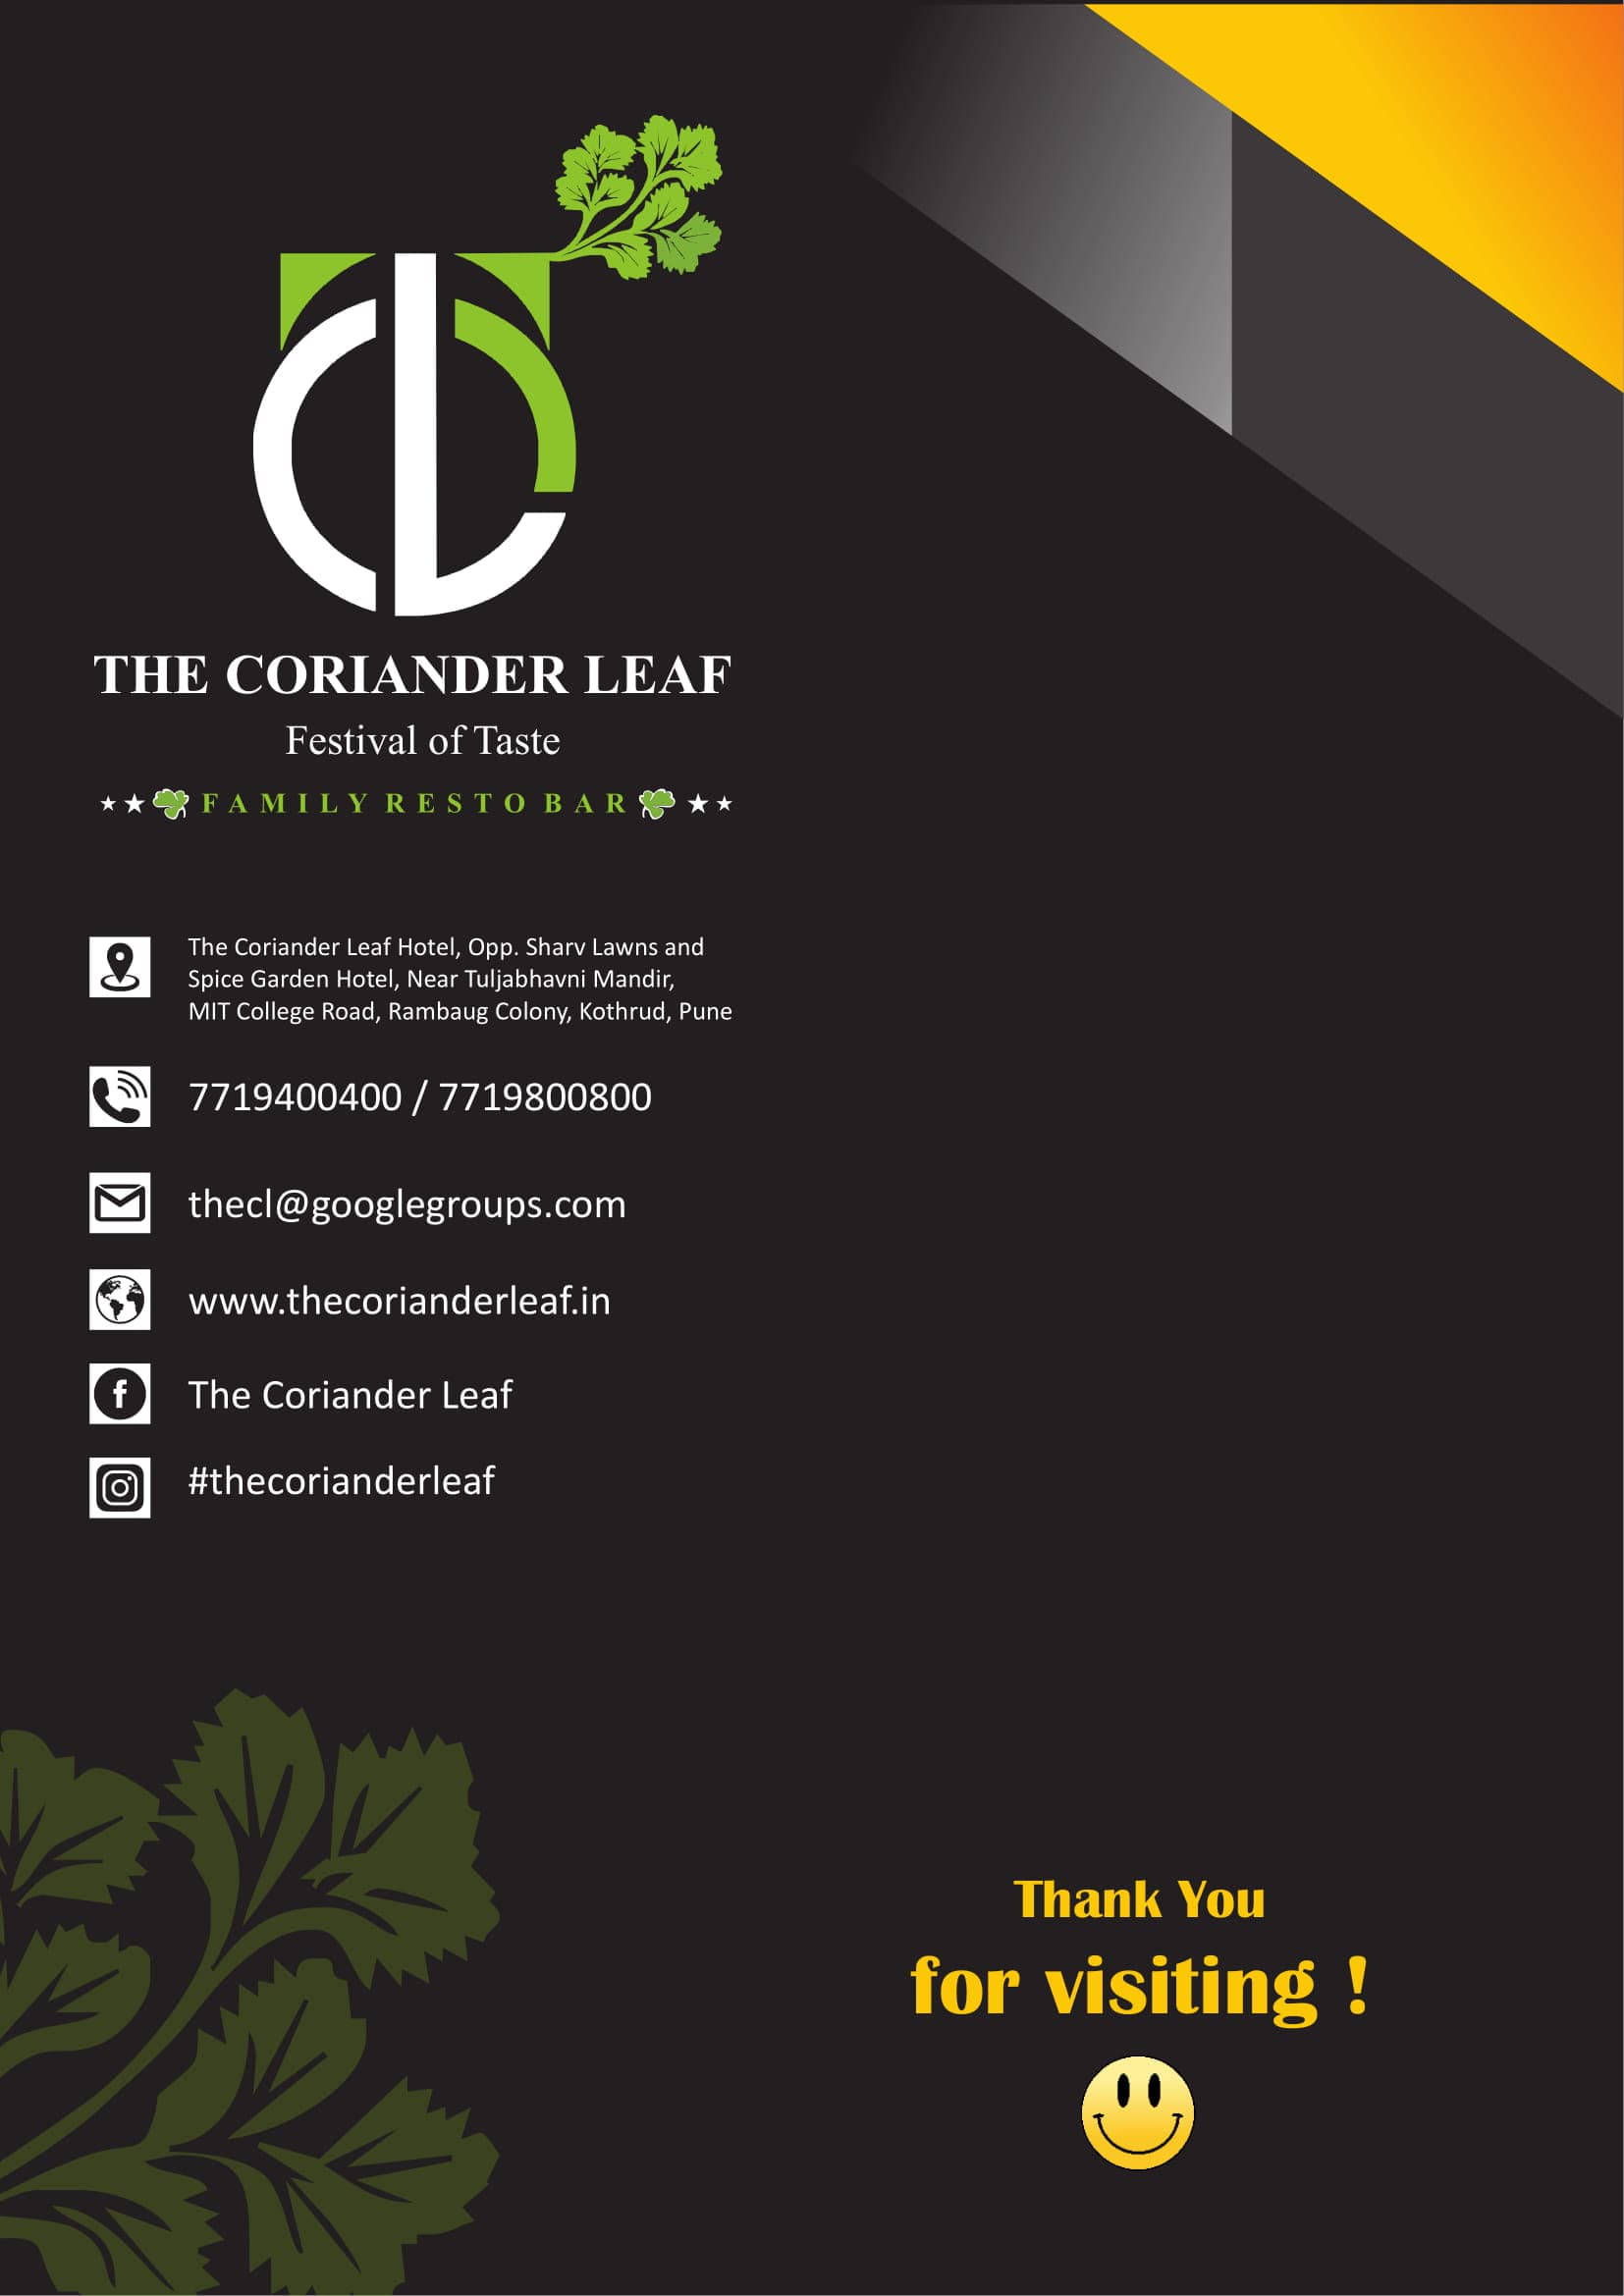 THE CORIANDER LEAF
Festival of Taste
FAMILY RESTO BAR
The Coriander Leaf Hotel, Opp. Sharv Lawns and
Spice Garden Hotel, Near Tuljabhavni Mandir,
MIT College Road, Rambaug Colony, Kothrud, Pune
7719400400 / 7719800800
thecl@googlegroups.com
www.thecorianderleaf.in
The Coriander Leaf
#thecorianderleaf
Thank You
for visiting !